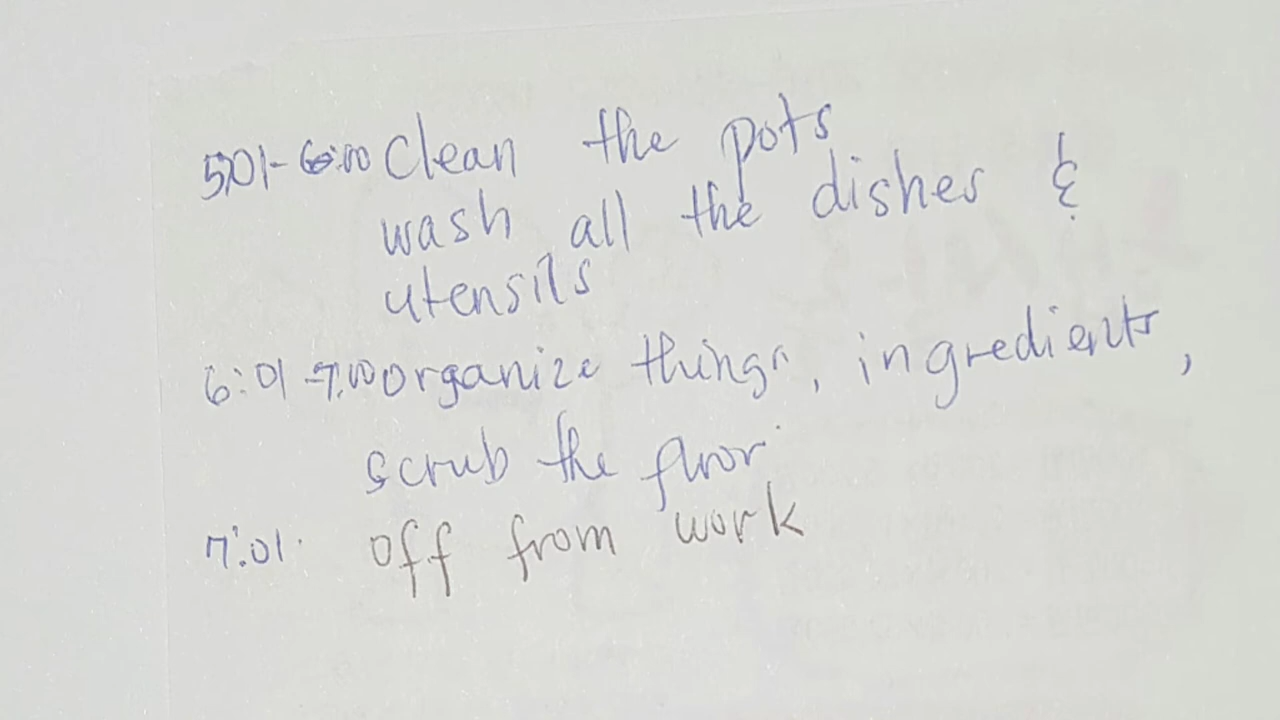 5:01-6:00 Clean the pots
wash all the dishes &
utensils
6:01-7:00 organize things, ingredients,
scrub the floor
7:01. off from work